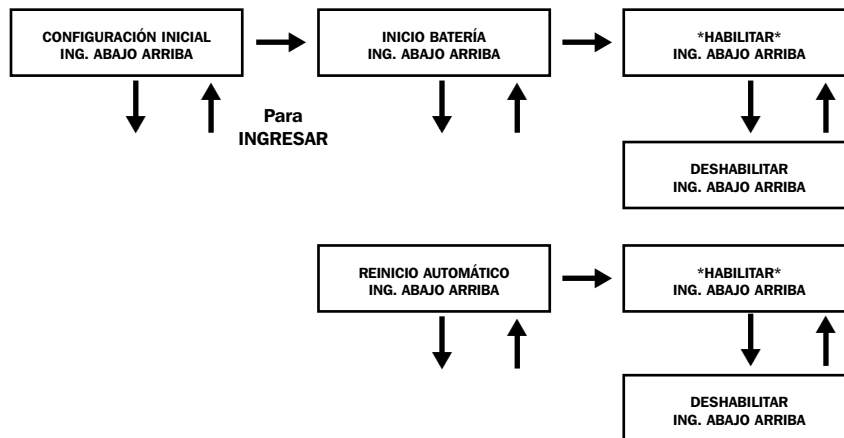 CONFIGURACIÓN INICIAL
ING. ABAJO ARRIBA
INICIO BATERÍA
ING. ABAJO ARRIBA
*HABILITAR*
ING. ABAJO ARRIBA
Para
INGRESAR
DESHABILITAR
ING. ABAJO ARRIBA
REINICIO AUTOMÁTICO
ING. ABAJO ARRIBA
*HABILITAR*
ING. ABAJO ARRIBA
DESHABILITAR
ING. ABAJO ARRIBA